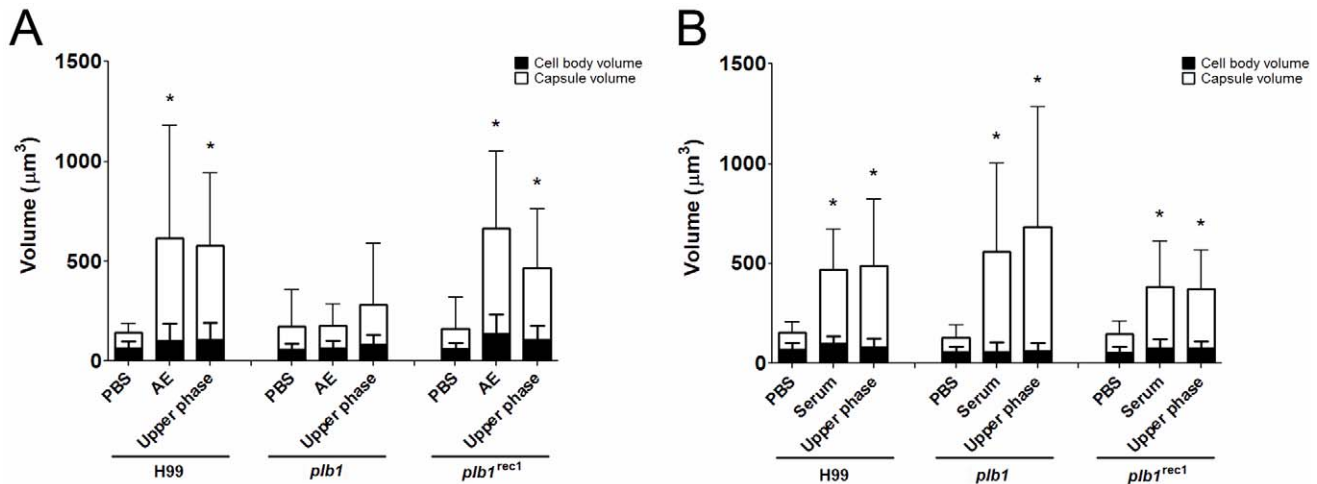 A
Volume (µm³)
1500
1000
500
0
Cell body volume
Capsule volume
* * * *
PBS AE Upper phase PBS AE Upper phase PBS AE Upper phase
H99 plb1 plb1rec1
B
Volume (µm³)
1500
1000
500
0
Cell body volume
Capsule volume
* * * * * *
PBS Serum Upper phase PBS Serum Upper phase PBS Serum Upper phase
H99 plb1 plb1rec1